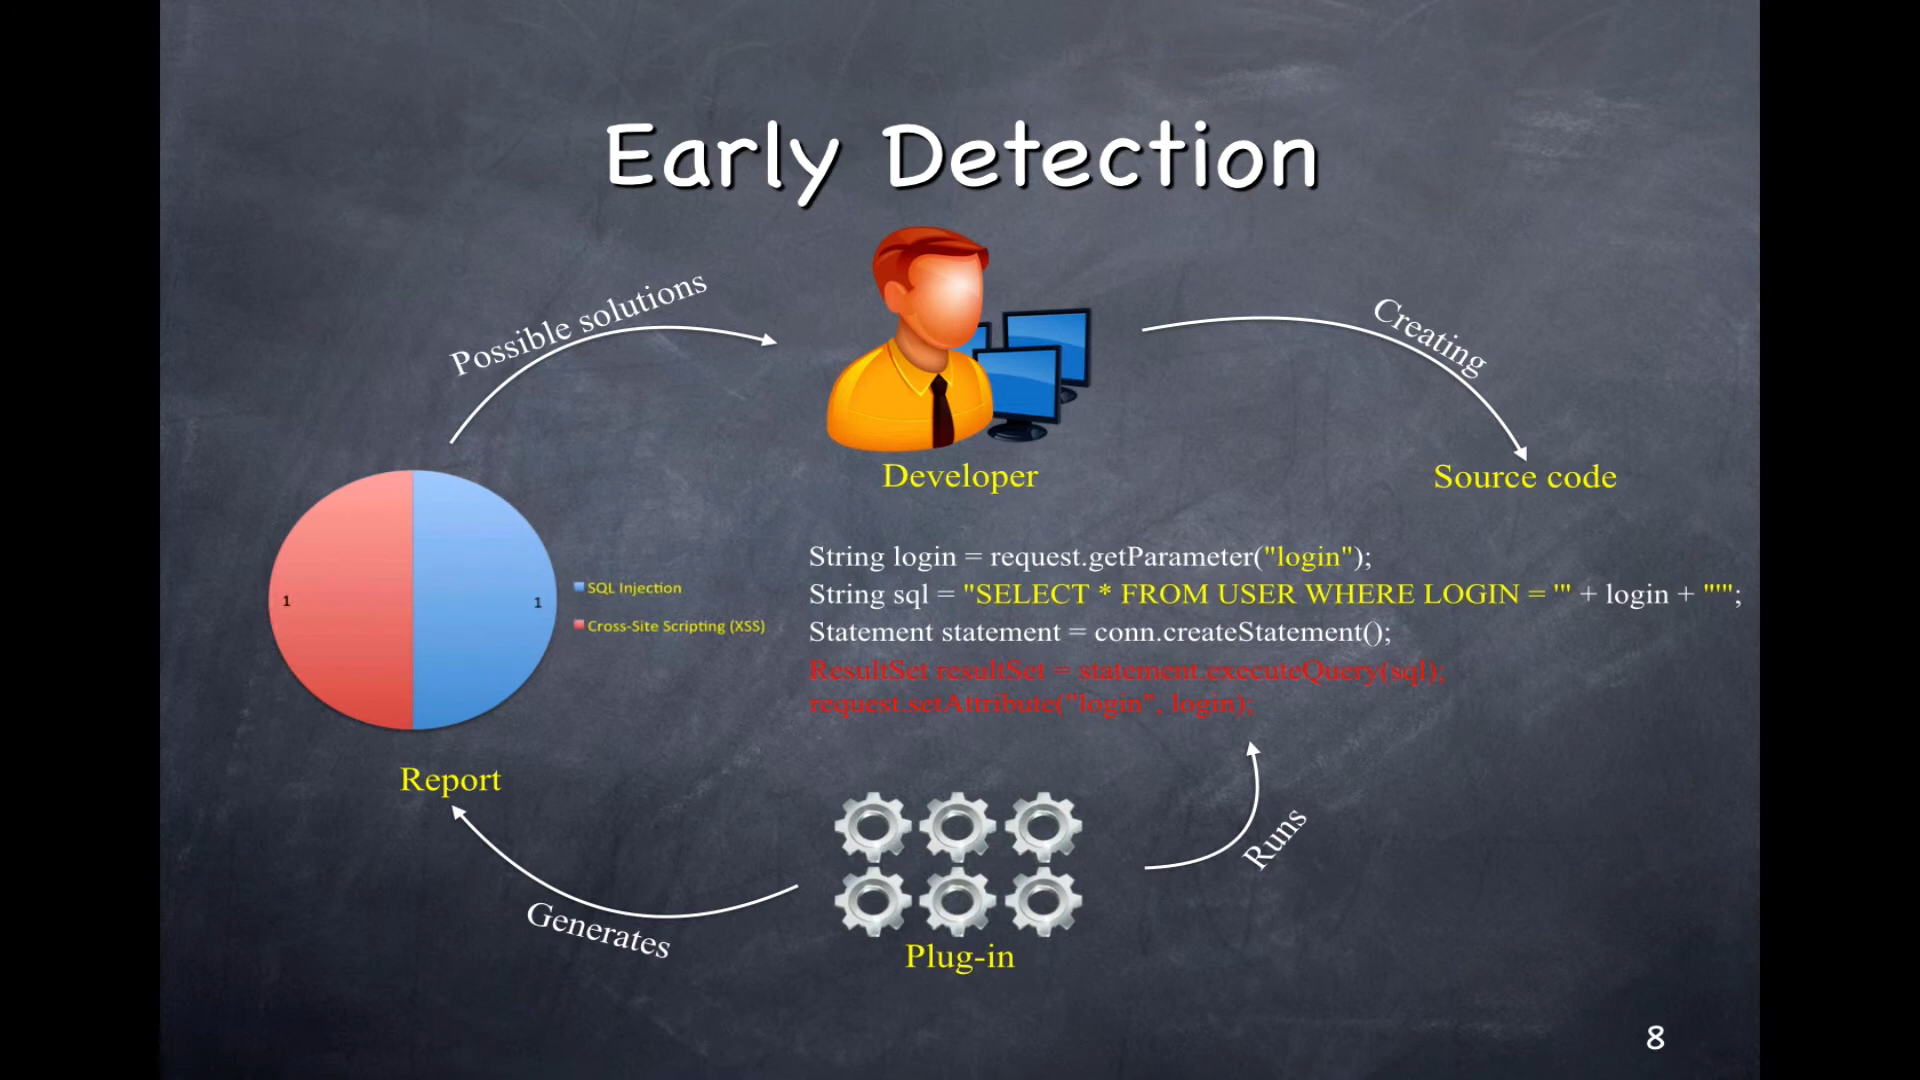 Early Detection
Possible solutions
Creating
Developer
Source code
1
1
SQL Injection
Cross-Site Scripting (XSS)
String login = request.getParameter("login");
String sql = "SELECT * FROM USER WHERE LOGIN = '" + login + "'";
Statement statement = conn.createStatement();
ResultSet resultSet = statement.executeQuery(sql);
request.setAttribute("login", login);
Report
Runs
Generates
Plug-in
8